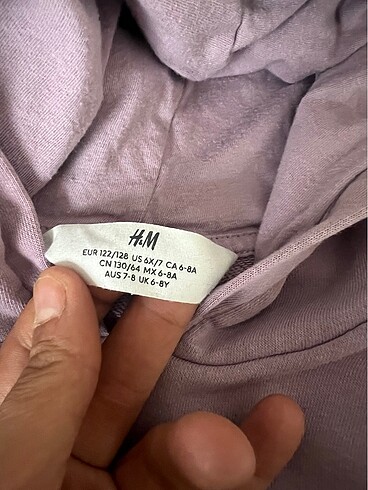 H&M
EUR 122/128 US 6X/7 CA 6-8A
CN 130/64 MX 6-8A
AUS 7-8 UK 6-8Y